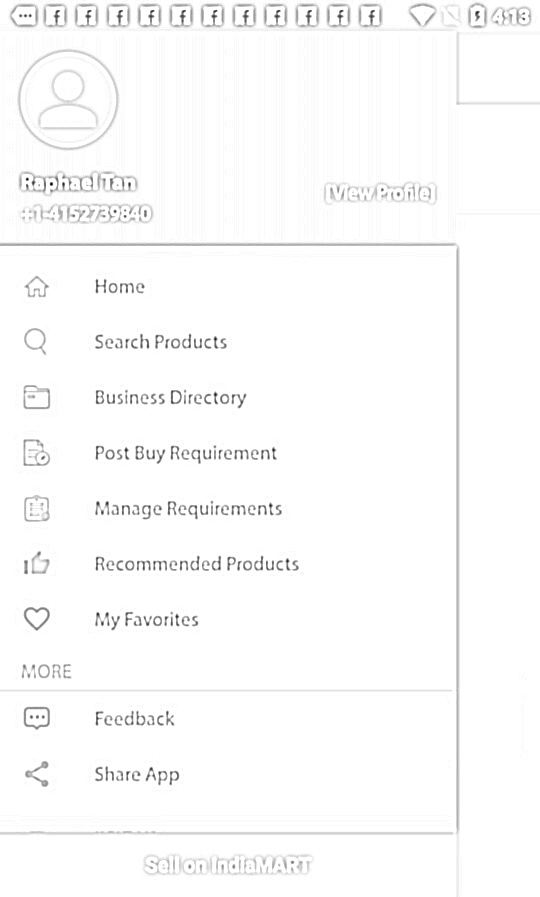 4:13
Raphael Tan
[View Profile]
+1-4152739840
Home
Search Products
Business Directory
Post Buy Requirement
Manage Requirements
Recommended Products
My Favorites
MORE
Feedback
Share App
Sell on IndiaMART